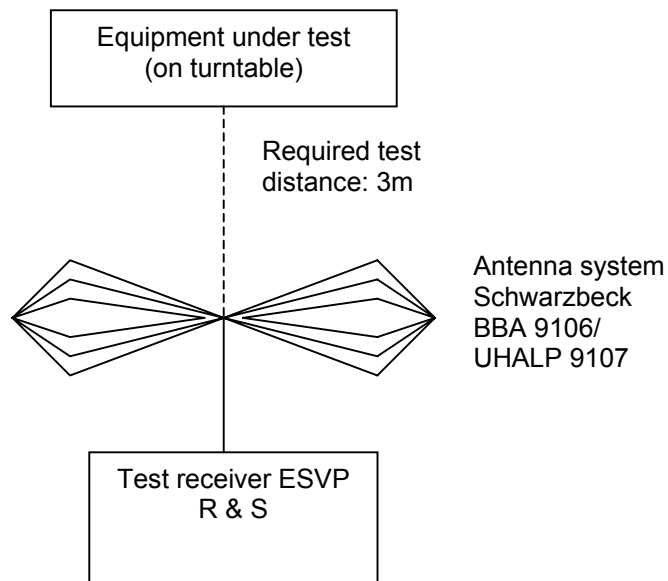 Equipment under test
(on turntable)
Required test
distance: 3m
Antenna system
Schwarzbeck
BBA 9106/
UHALP 9107
Test receiver ESVP
R & S